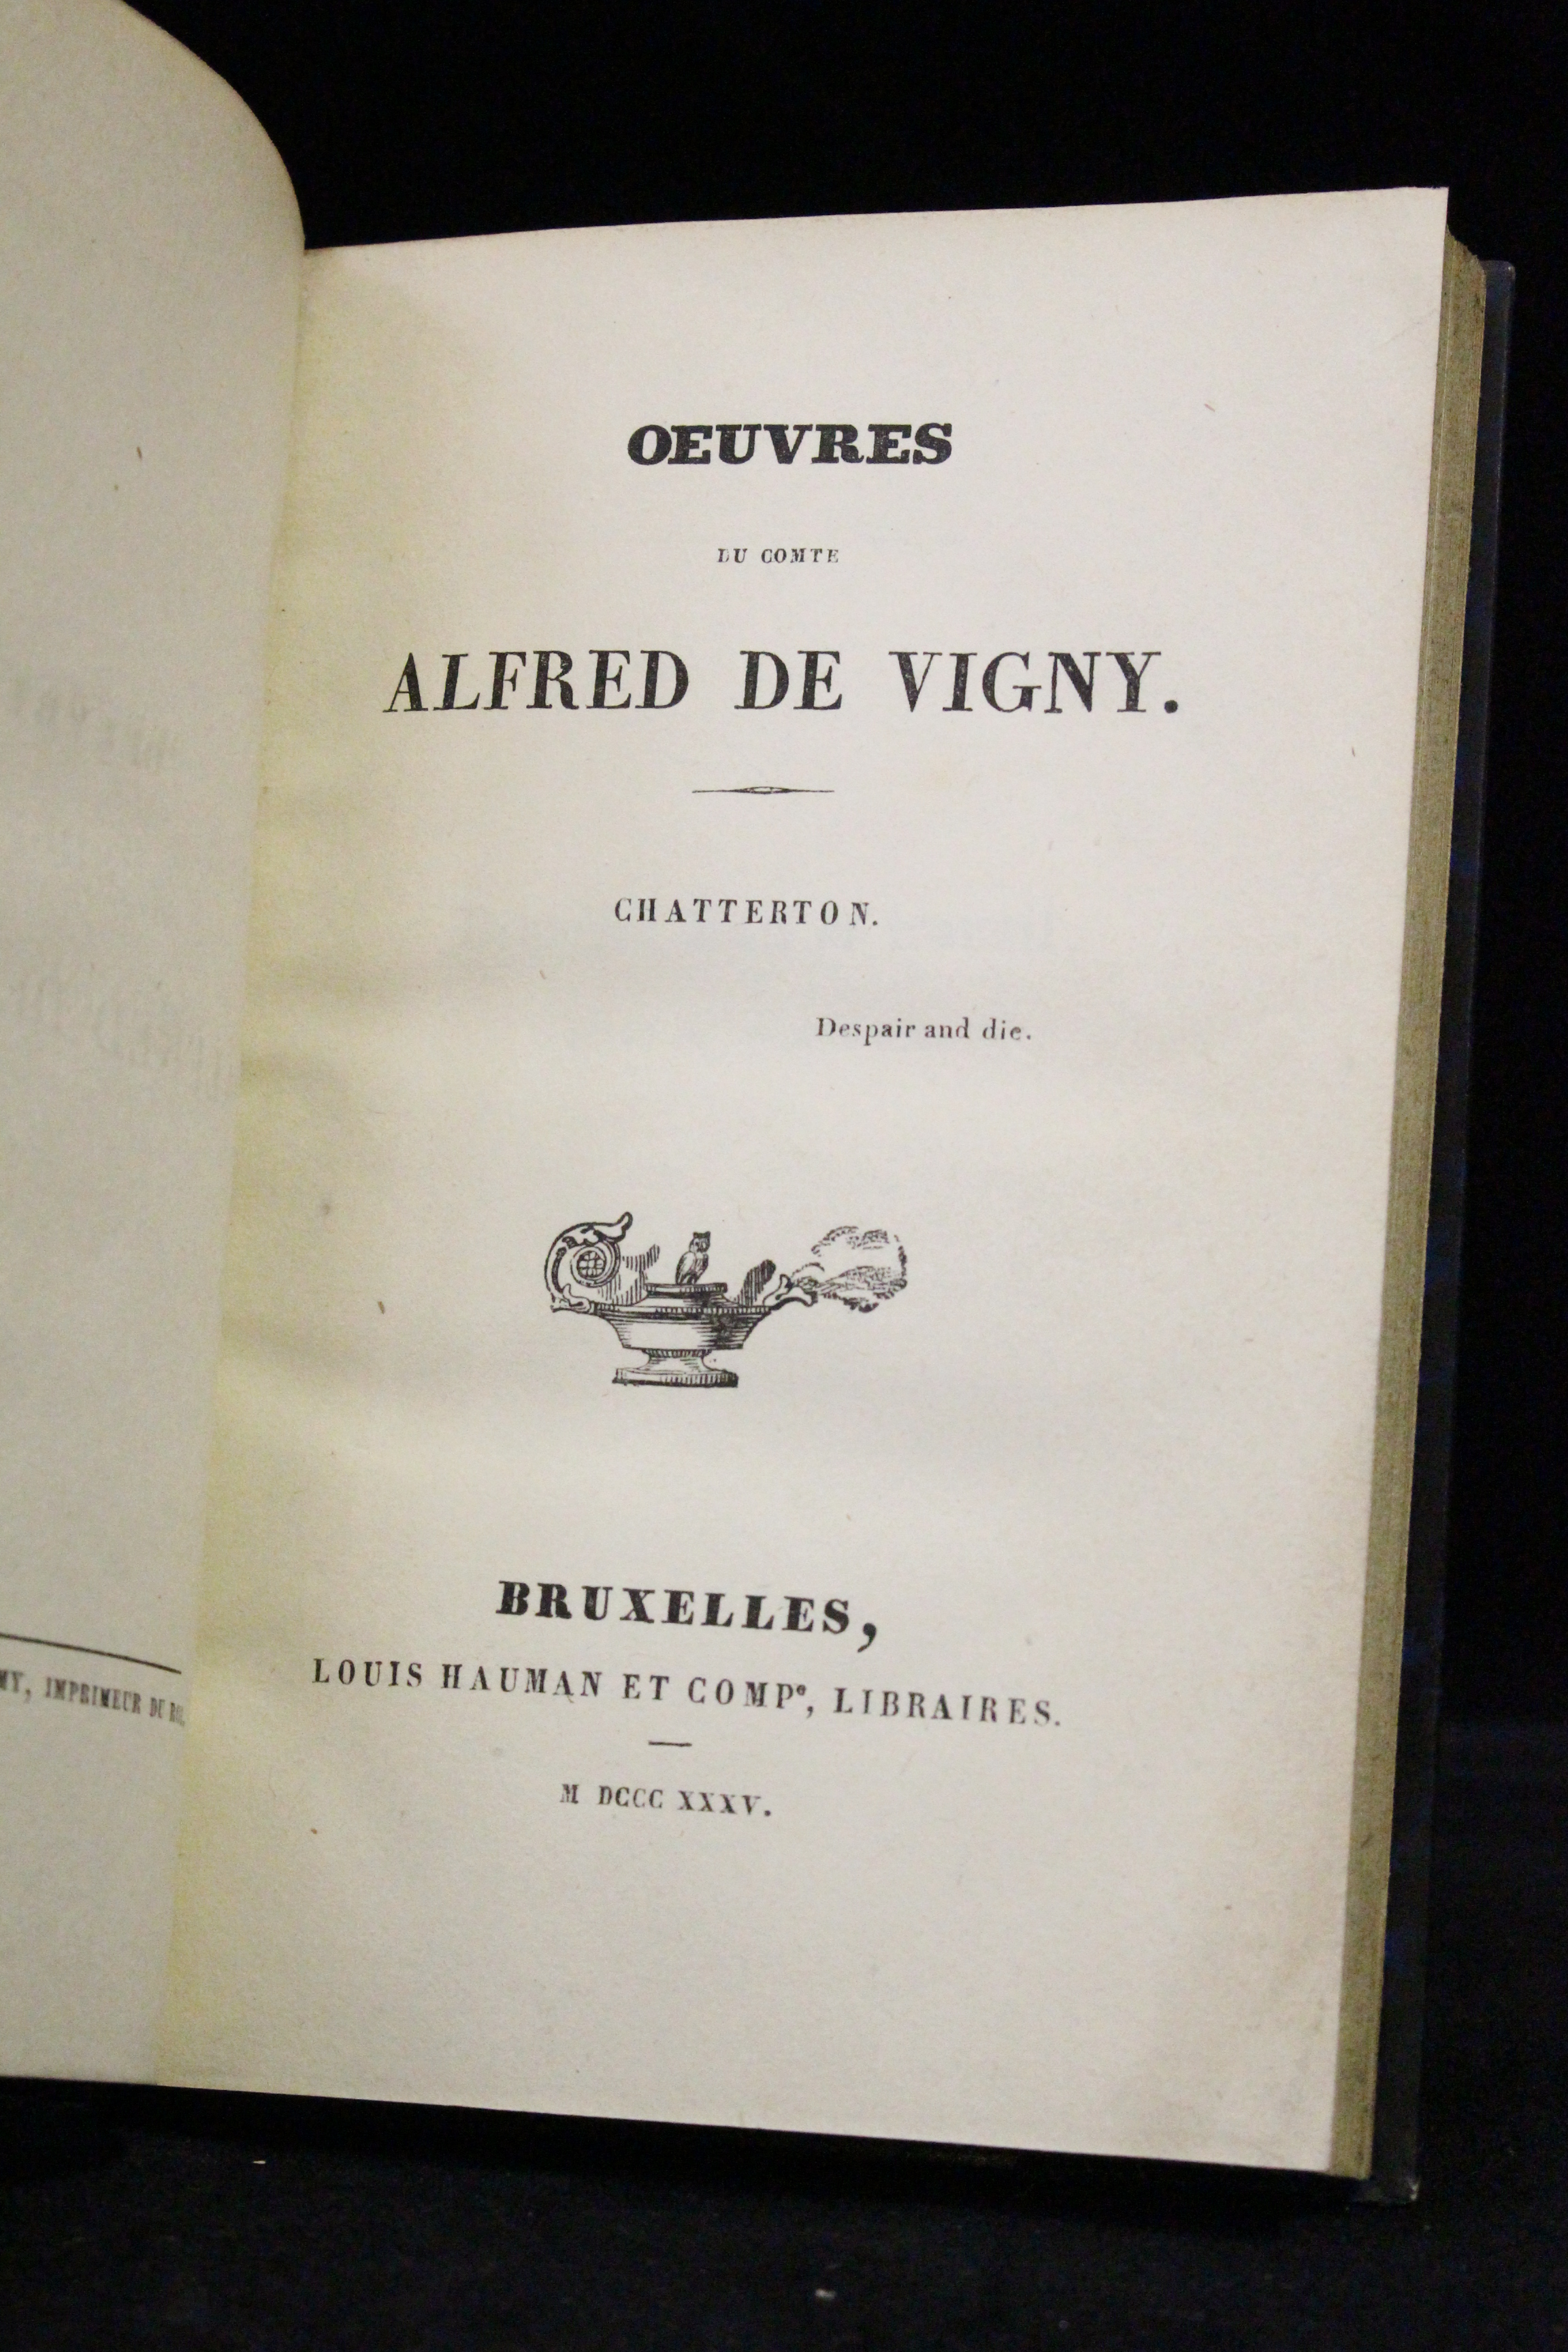 IMPRIMEUR DU
OEUVRES
DU COMTE
ALFRED DE VIGNY.
CHATTERTON.
Despair and die.
BRUXELLES,
LOUIS HAUMAN ET COMPe, LIBRAIRES.
M DCCC XXXV.